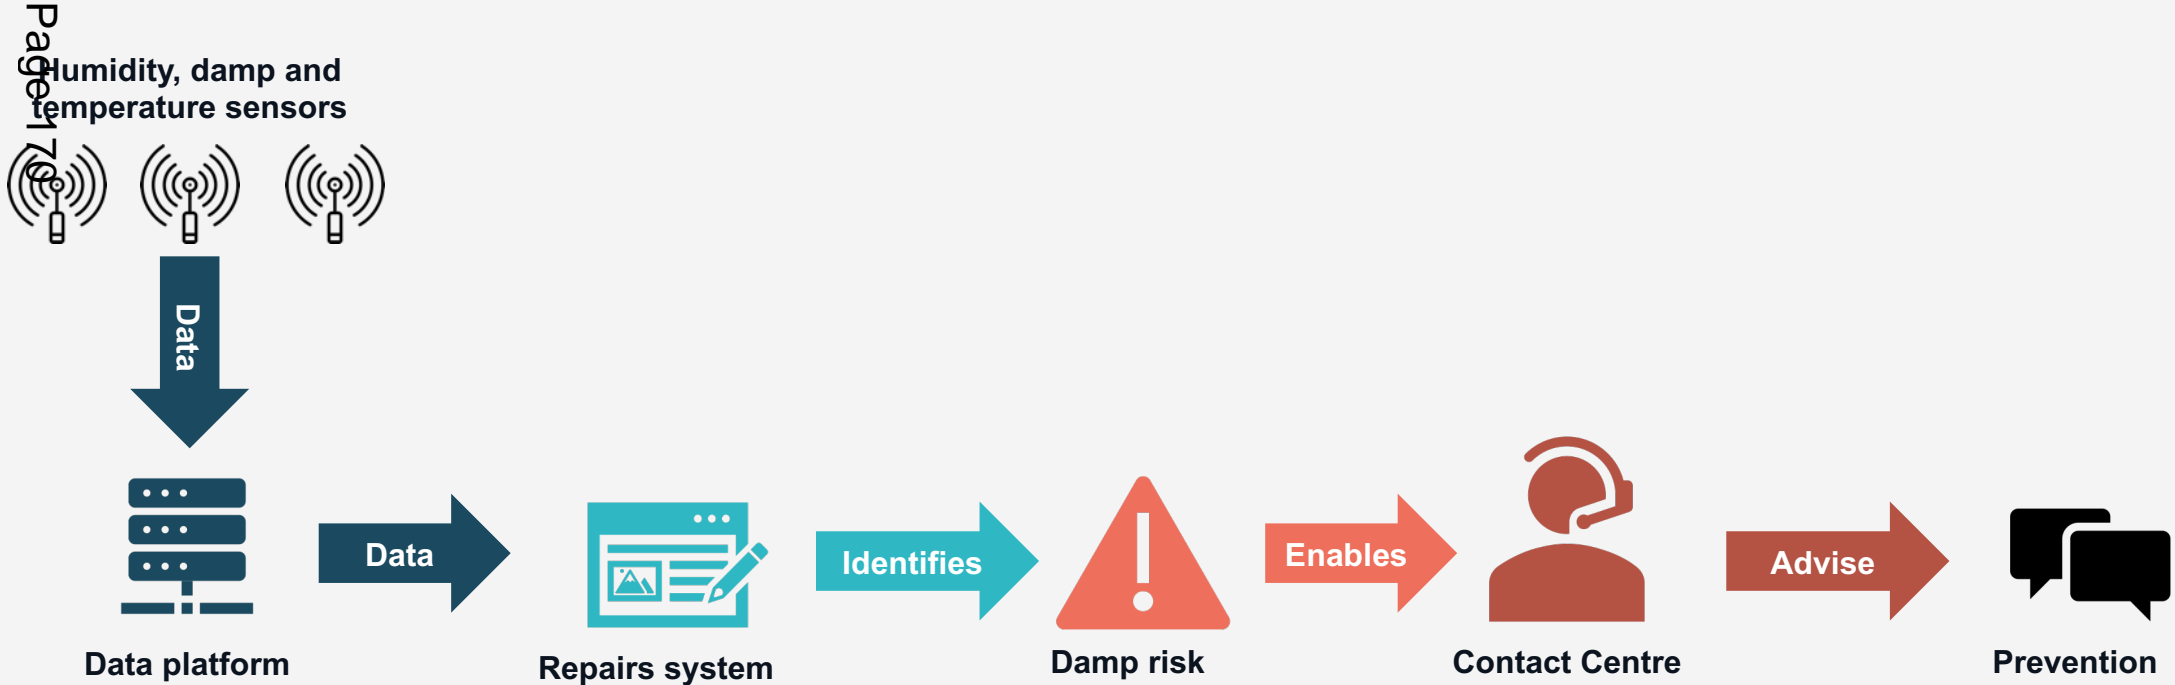 Page 170
Humidity, damp and
temperature sensors
Data
Data
Identifies
Enables
Advise
Data platform
Repairs system
Damp risk
Contact Centre
Prevention